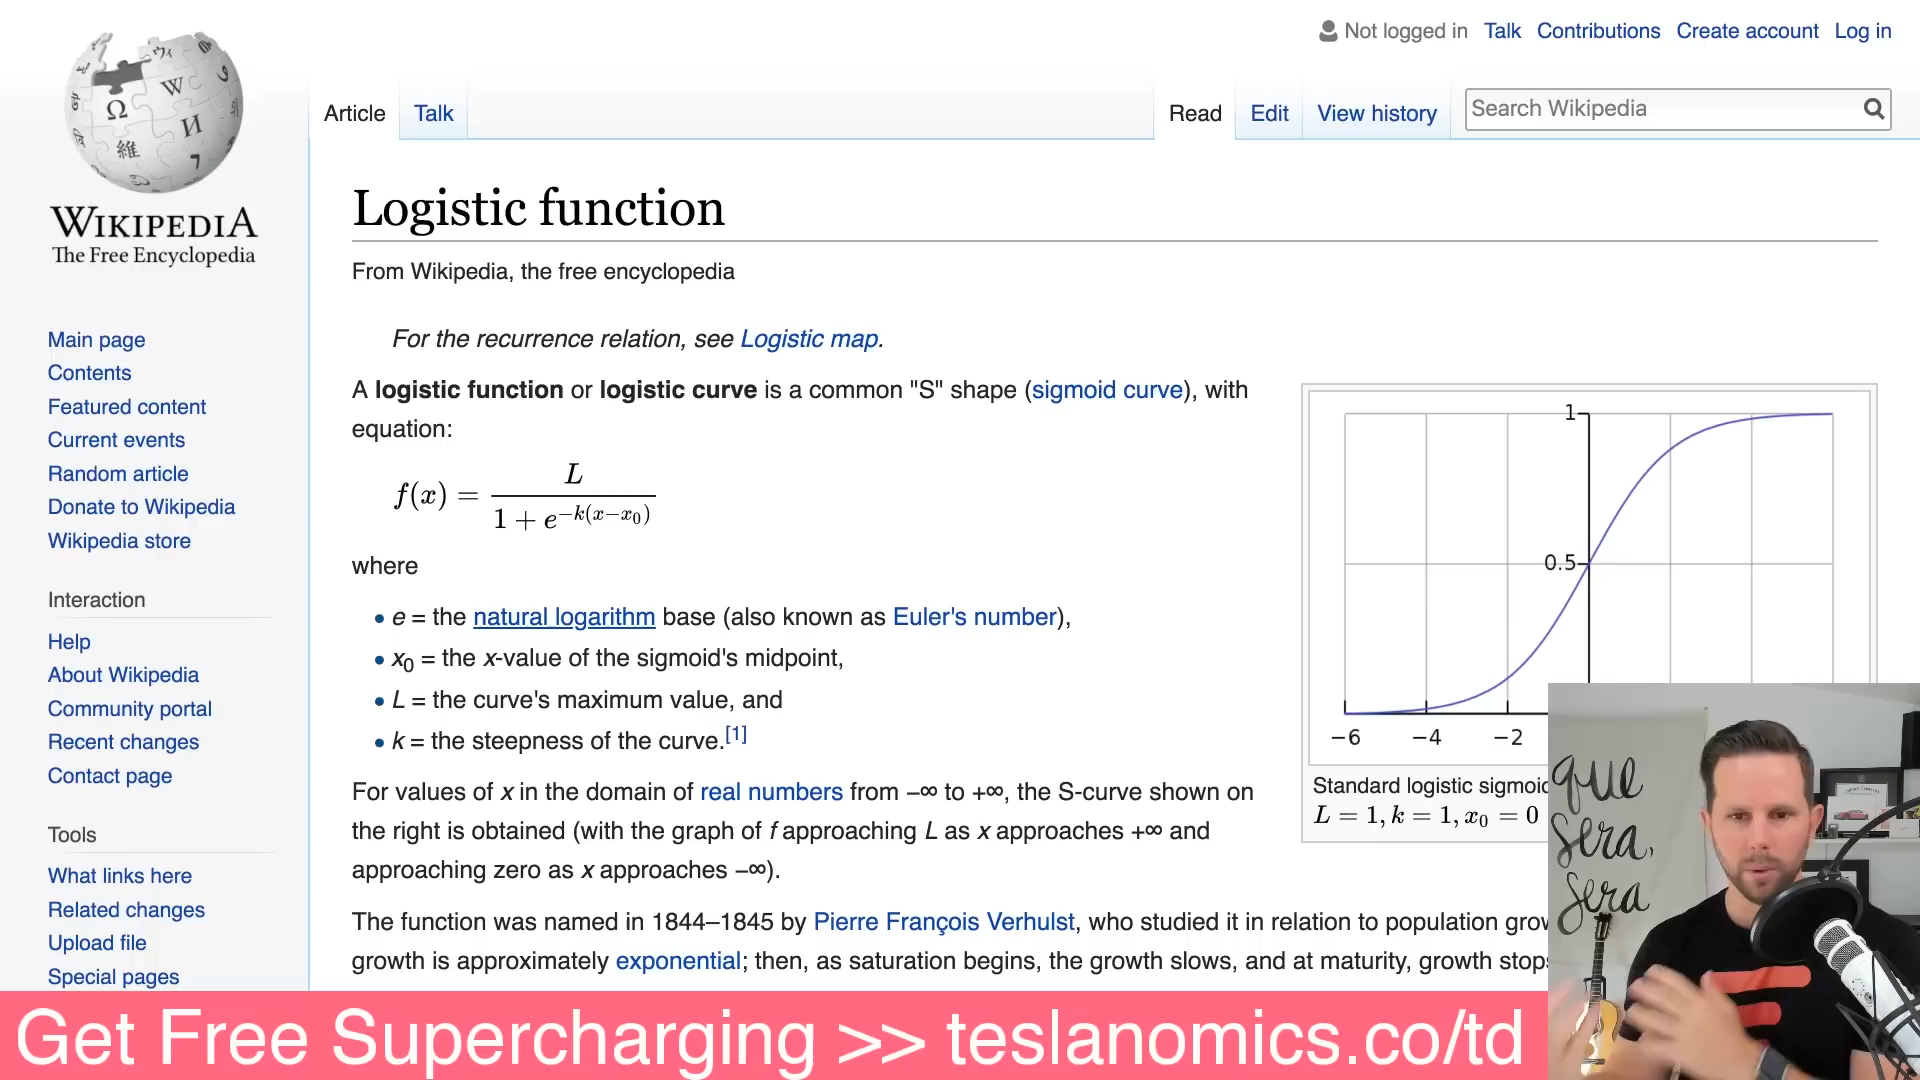 Not logged in Talk Contributions Create account Log in
Article Talk Read Edit View history Search Wikipedia
WIKIPEDIA
The Free Encyclopedia
Main page
Contents
Featured content
Current events
Random article
Donate to Wikipedia
Wikipedia store
Interaction
Help
About Wikipedia
Community portal
Recent changes
Contact page
Tools
What links here
Related changes
Upload file
Special pages
Logistic function
From Wikipedia, the free encyclopedia
For the recurrence relation, see Logistic map.
A logistic function or logistic curve is a common "S" shape (sigmoid curve), with
equation:
f(x) = L / (1 + e^{−k(x−x₀)})
where
• e = the natural logarithm base (also known as Euler's number),
• x₀ = the x-value of the sigmoid's midpoint,
• L = the curve's maximum value, and
• k = the steepness of the curve.[1]
For values of x in the domain of real numbers from −∞ to +∞, the S-curve shown on
the right is obtained (with the graph of f approaching L as x approaches +∞ and
approaching zero as x approaches −∞).
The function was named in 1844–1845 by Pierre François Verhulst, who studied it in relation to population
growth is approximately exponential; then, as saturation begins, the growth slows, and at maturity, growth
1
0.5
−6 −4 −2
Standard logistic
L = 1, k = 1, x₀ = 0
que
sera,
sera
Get Free Supercharging >> teslanomics.co/td